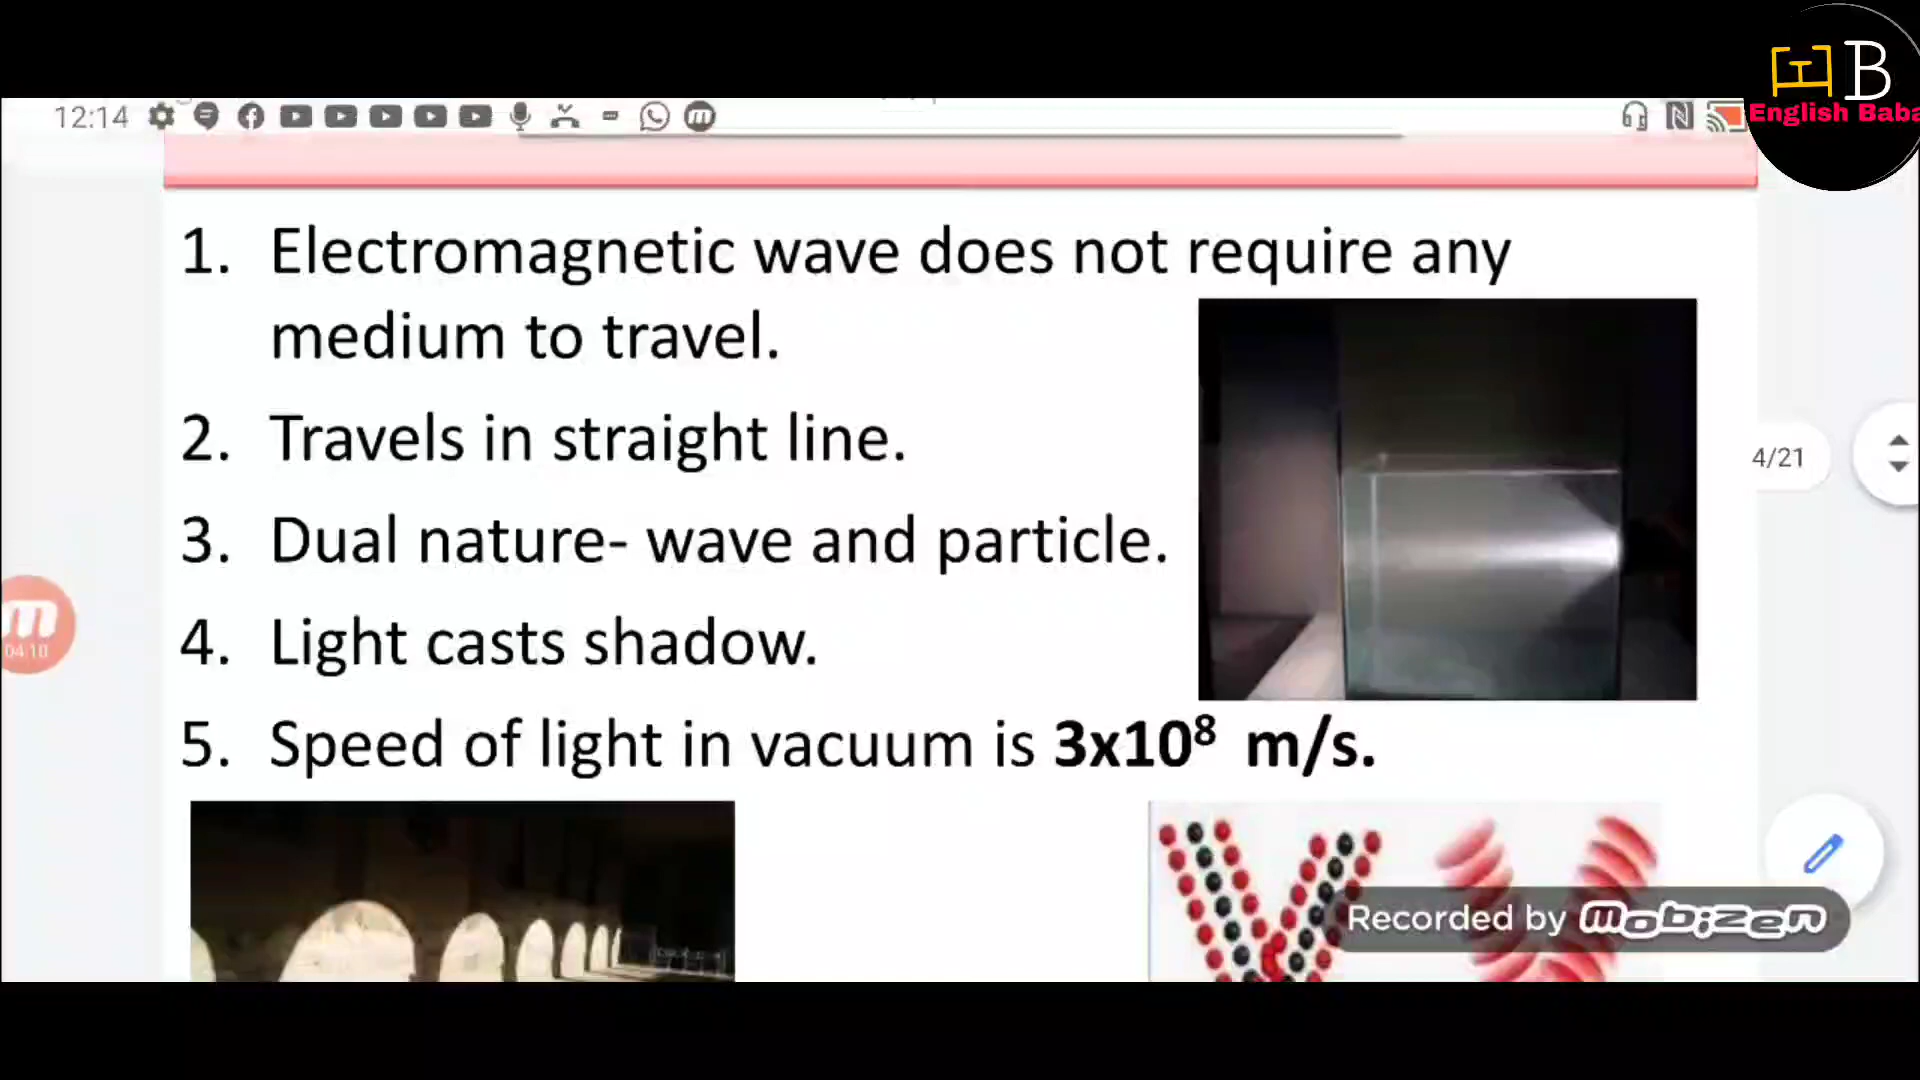 12:14
B
English Baba
1. Electromagnetic wave does not require any
medium to travel.
2. Travels in straight line.
4/21
3. Dual nature- wave and particle.
4. Light casts shadow.
04:10
5. Speed of light in vacuum is 3x10⁸ m/s.
Recorded by mobizen